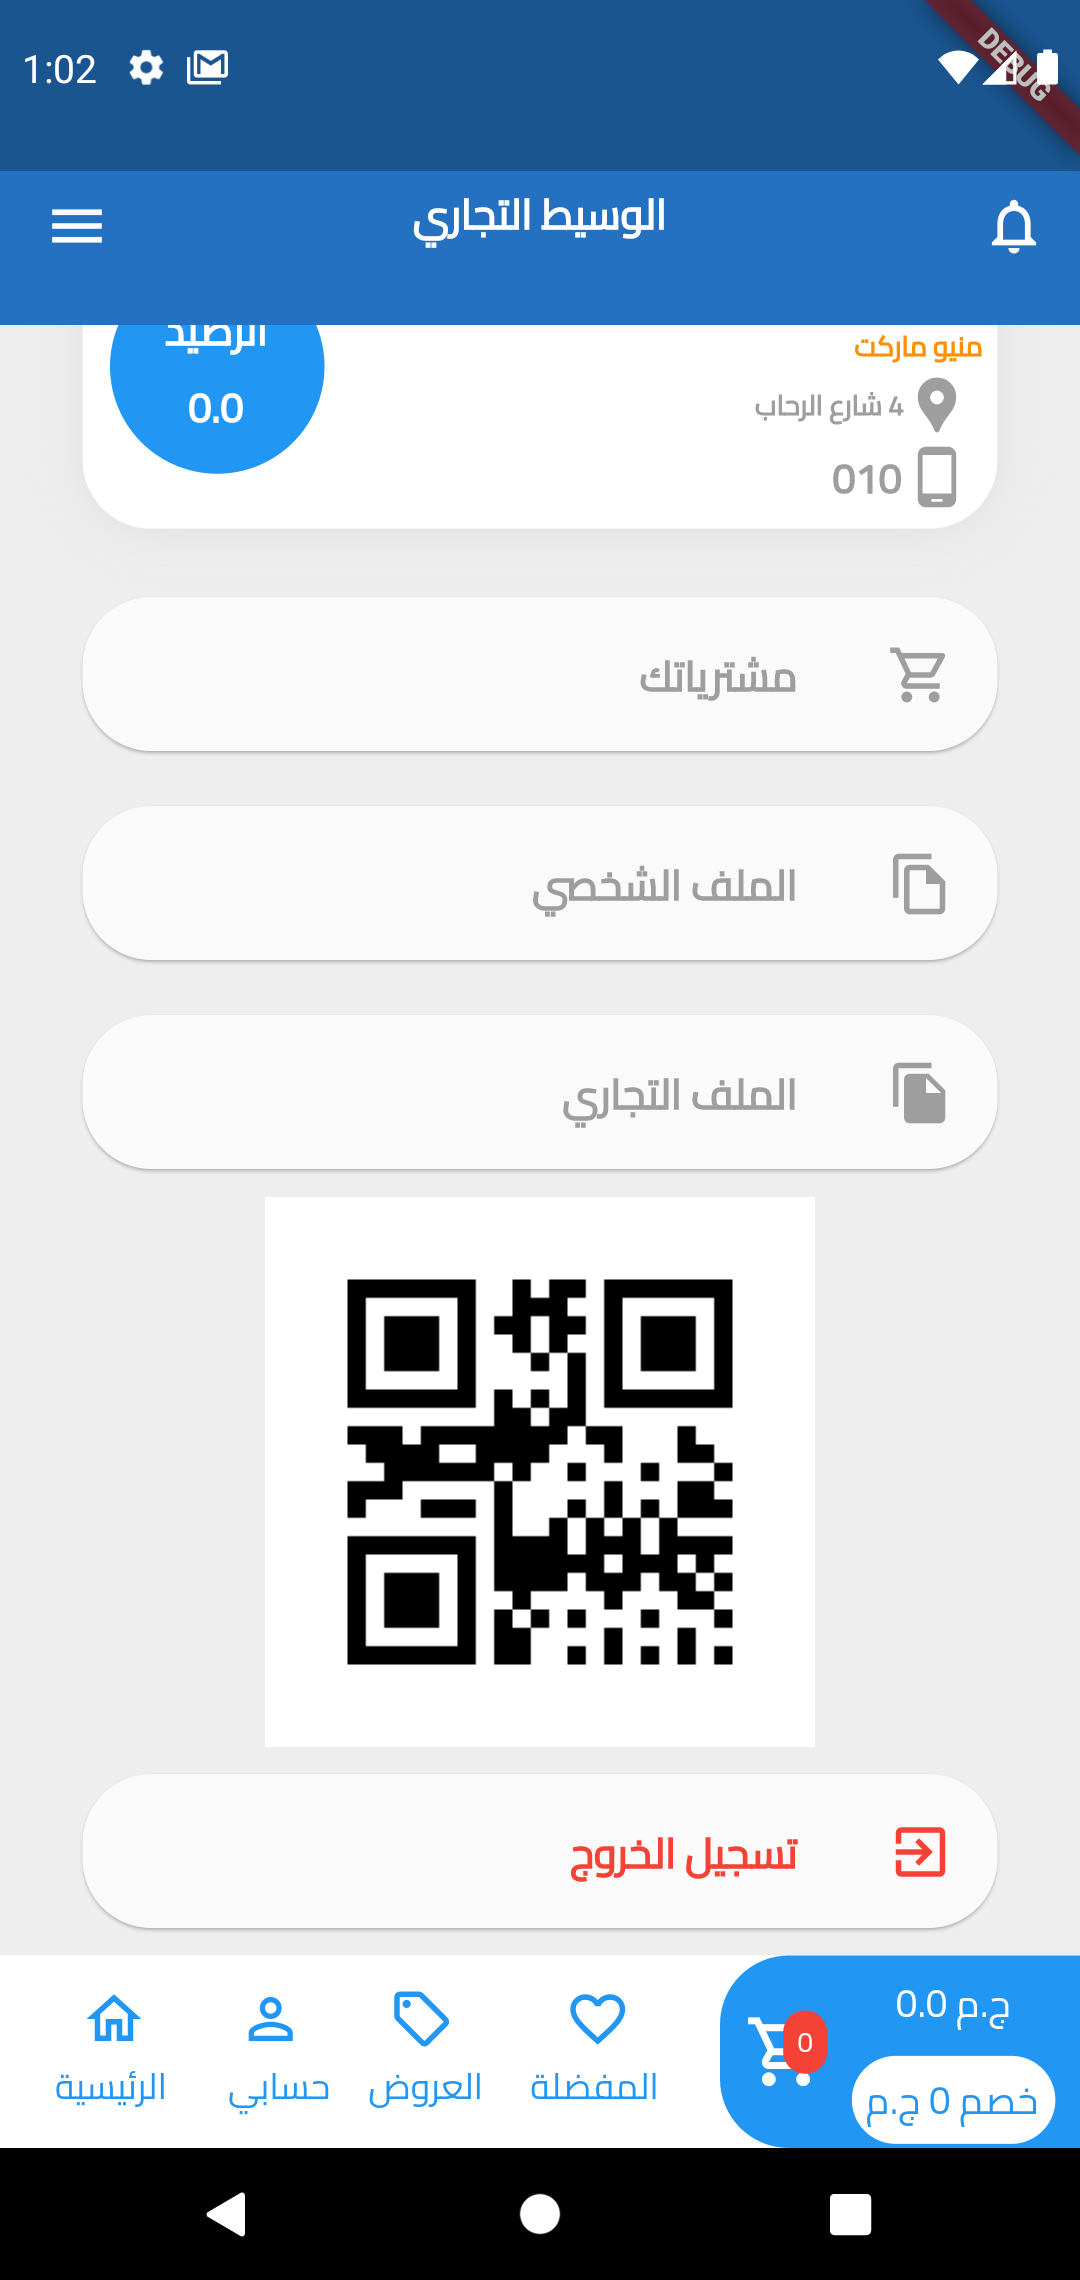 1:02
DEBUG
الوسيط التجاري
الرصيد
0.0
منيو ماركت
4 شارع الرحاب
010
مشترياتك
الملف الشخصي
الملف التجاري
تسجيل الخروج
الرئيسية
حسابي
العروض
المفضلة
0
0.0 ج.م
خصم 0 ج.م